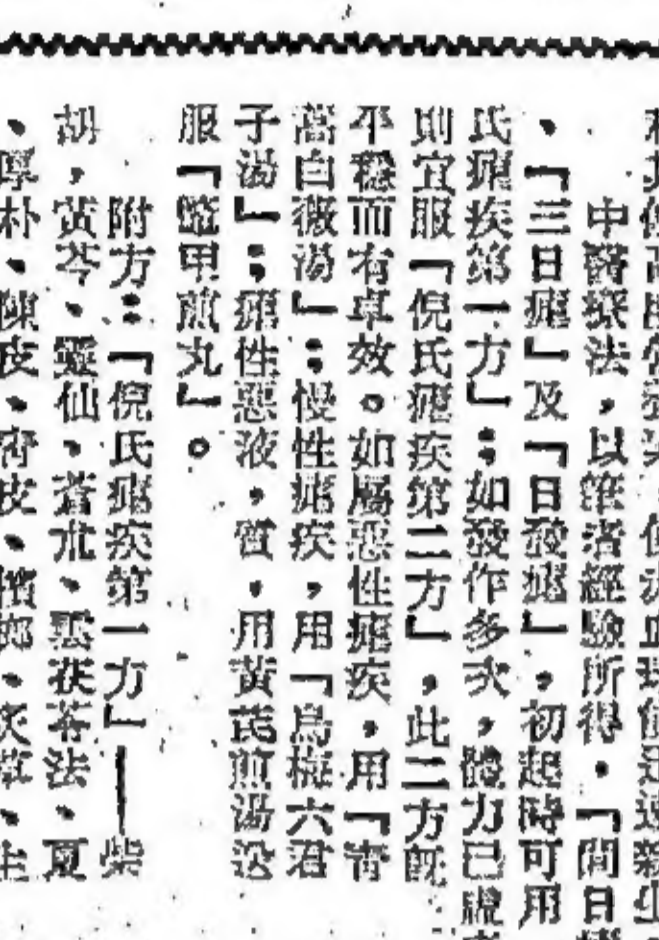 中醫療法，以筆者經驗所得，「間日瘧
、「三日瘧」及「日發瘧」，初起時可用
氏瘧疾第一方」；如發作多次，體力已虛
則宜服「倪氏瘧疾第二方」，此二方既
平穩而有卓效。如屬惡性瘧疾，用「青
蒿白薇湯」；慢性瘧疾，用「烏梅六君
子湯」；瘧性惡液，質，用黃芪煎湯送
服「鱉甲煎丸」。
附方：「倪氏瘧疾第一方」——柴
胡，黃芩、靈仙、蒼朮、雲茯苓法、夏
、厚朴、陳皮、青皮、檳榔、炙草、生